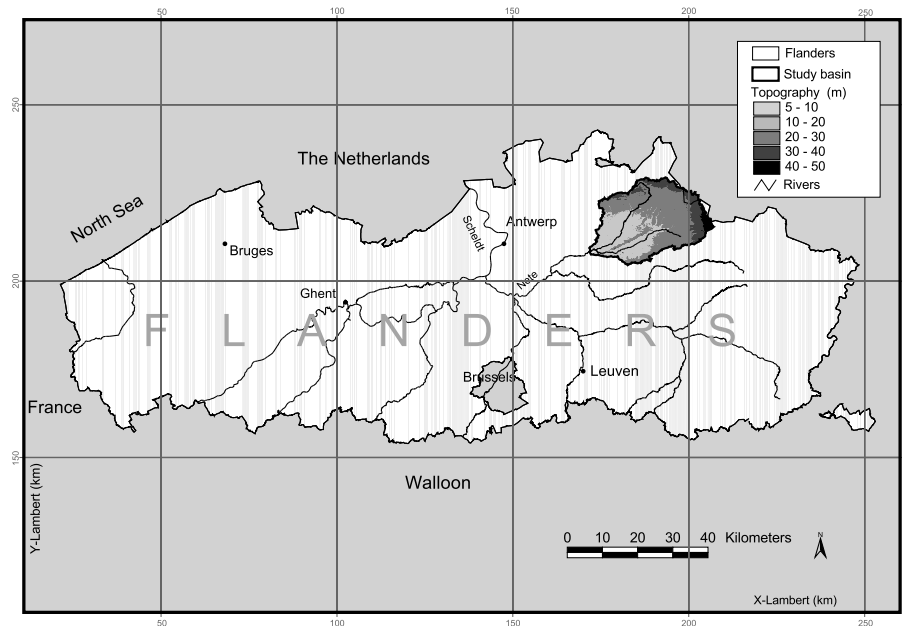 50 100 150 200 250
Flanders
Study basin
Topography (m)
5 - 10
10 - 20
20 - 30
30 - 40
40 - 50
Rivers
250
The Netherlands
North Sea
Antwerp
Scheldt
Bruges
200
Nete
Ghent
FLANDERS
Brussels
Leuven
France
150
Walloon
Y-Lambert (km)
0 10 20 30 40 Kilometers
N
X-Lambert (km)
50 100 150 200 250